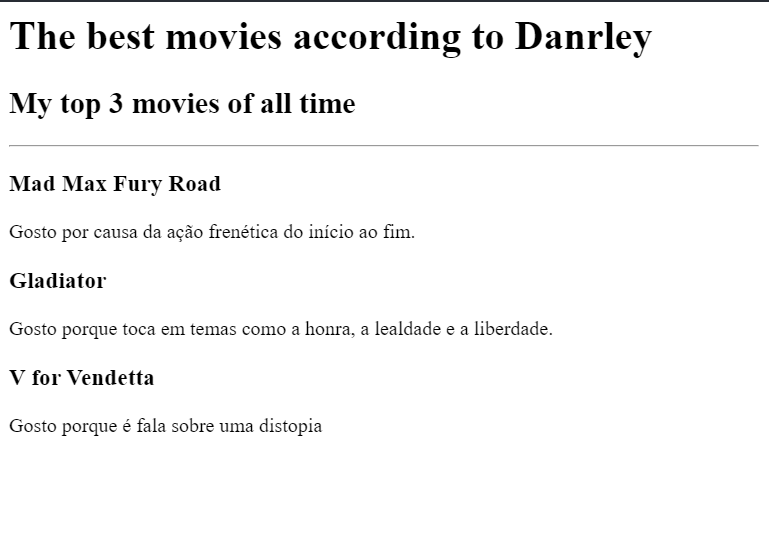 The best movies according to Danrley
My top 3 movies of all time
Mad Max Fury Road
Gosto por causa da ação frenética do início ao fim.
Gladiator
Gosto porque toca em temas como a honra, a lealdade e a liberdade.
V for Vendetta
Gosto porque é fala sobre uma distopia